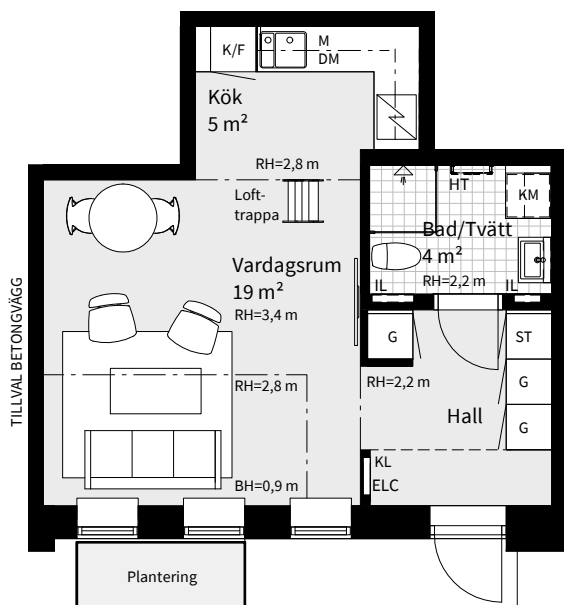 K/F
M
DM
Kök
5 m²
RH=2,8 m
Loft-
trappa
HT
KM
Bad/Tvätt
4 m²
RH=2,2 m
IL
IL
Vardagsrum
19 m²
RH=3,4 m
G
ST
RH=2,8 m
RH=2,2 m
G
Hall
G
KL
ELC
BH=0,9 m
TILLVAL BETONGVÄGG
Plantering